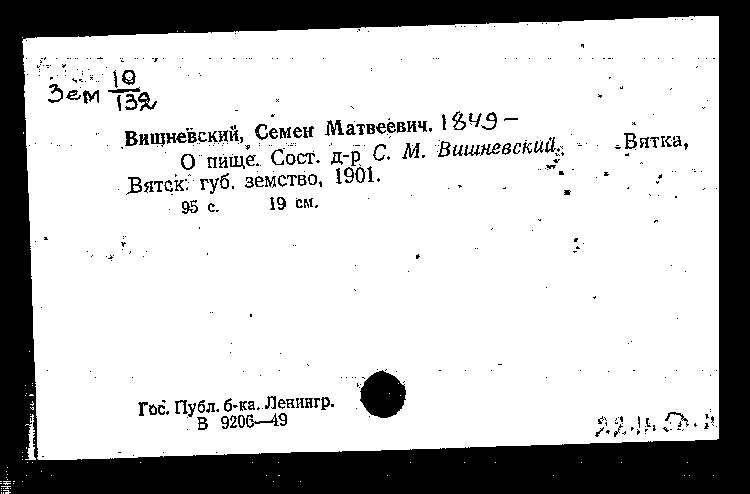 Зем 10
132
Вишневский, Семен Матвеевич. 1849 –
О пище. Сост. д-р С. М. Вишневский. Вятка,
Вятск. губ. земство, 1901.
95 с. 19 см.
Гос. Публ. б-ка. Ленингр.
В 9206—49